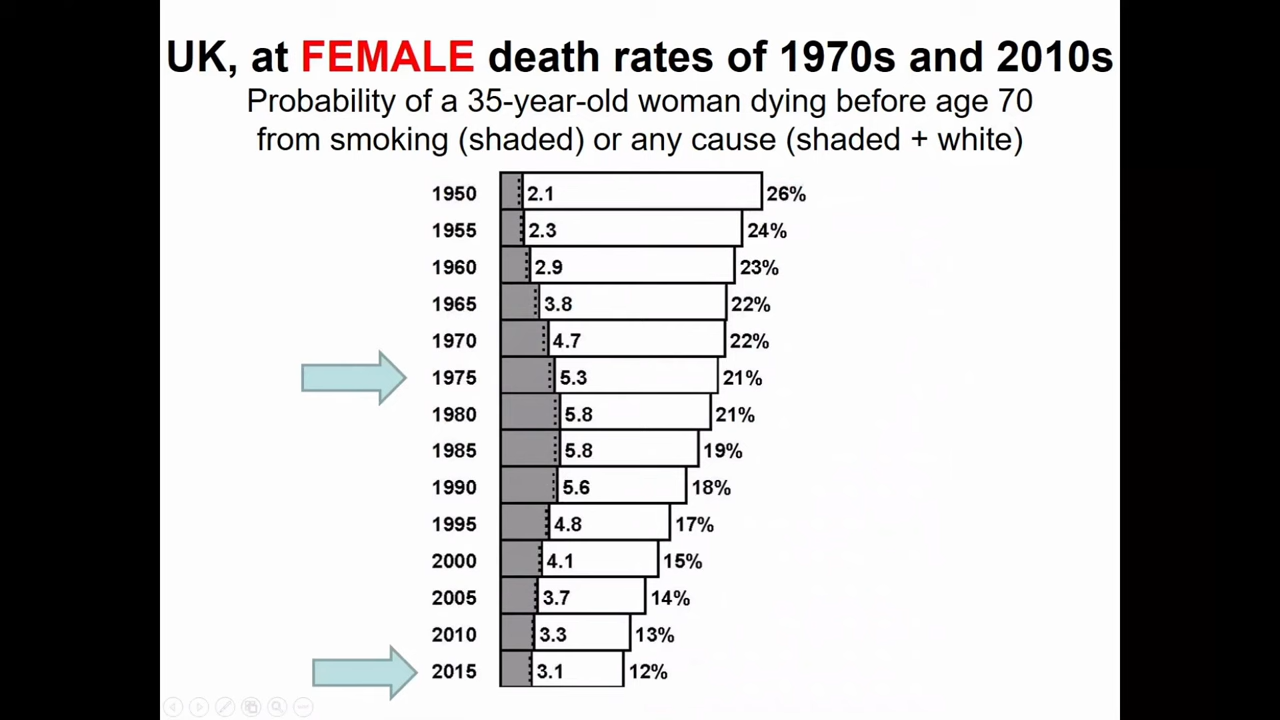 UK, at FEMALE death rates of 1970s and 2010s
Probability of a 35-year-old woman dying before age 70
from smoking (shaded) or any cause (shaded + white)
1950 2.1 26%
1955 2.3 24%
1960 2.9 23%
1965 3.8 22%
1970 4.7 22%
1975 5.3 21%
1980 5.8 21%
1985 5.8 19%
1990 5.6 18%
1995 4.8 17%
2000 4.1 15%
2005 3.7 14%
2010 3.3 13%
2015 3.1 12%